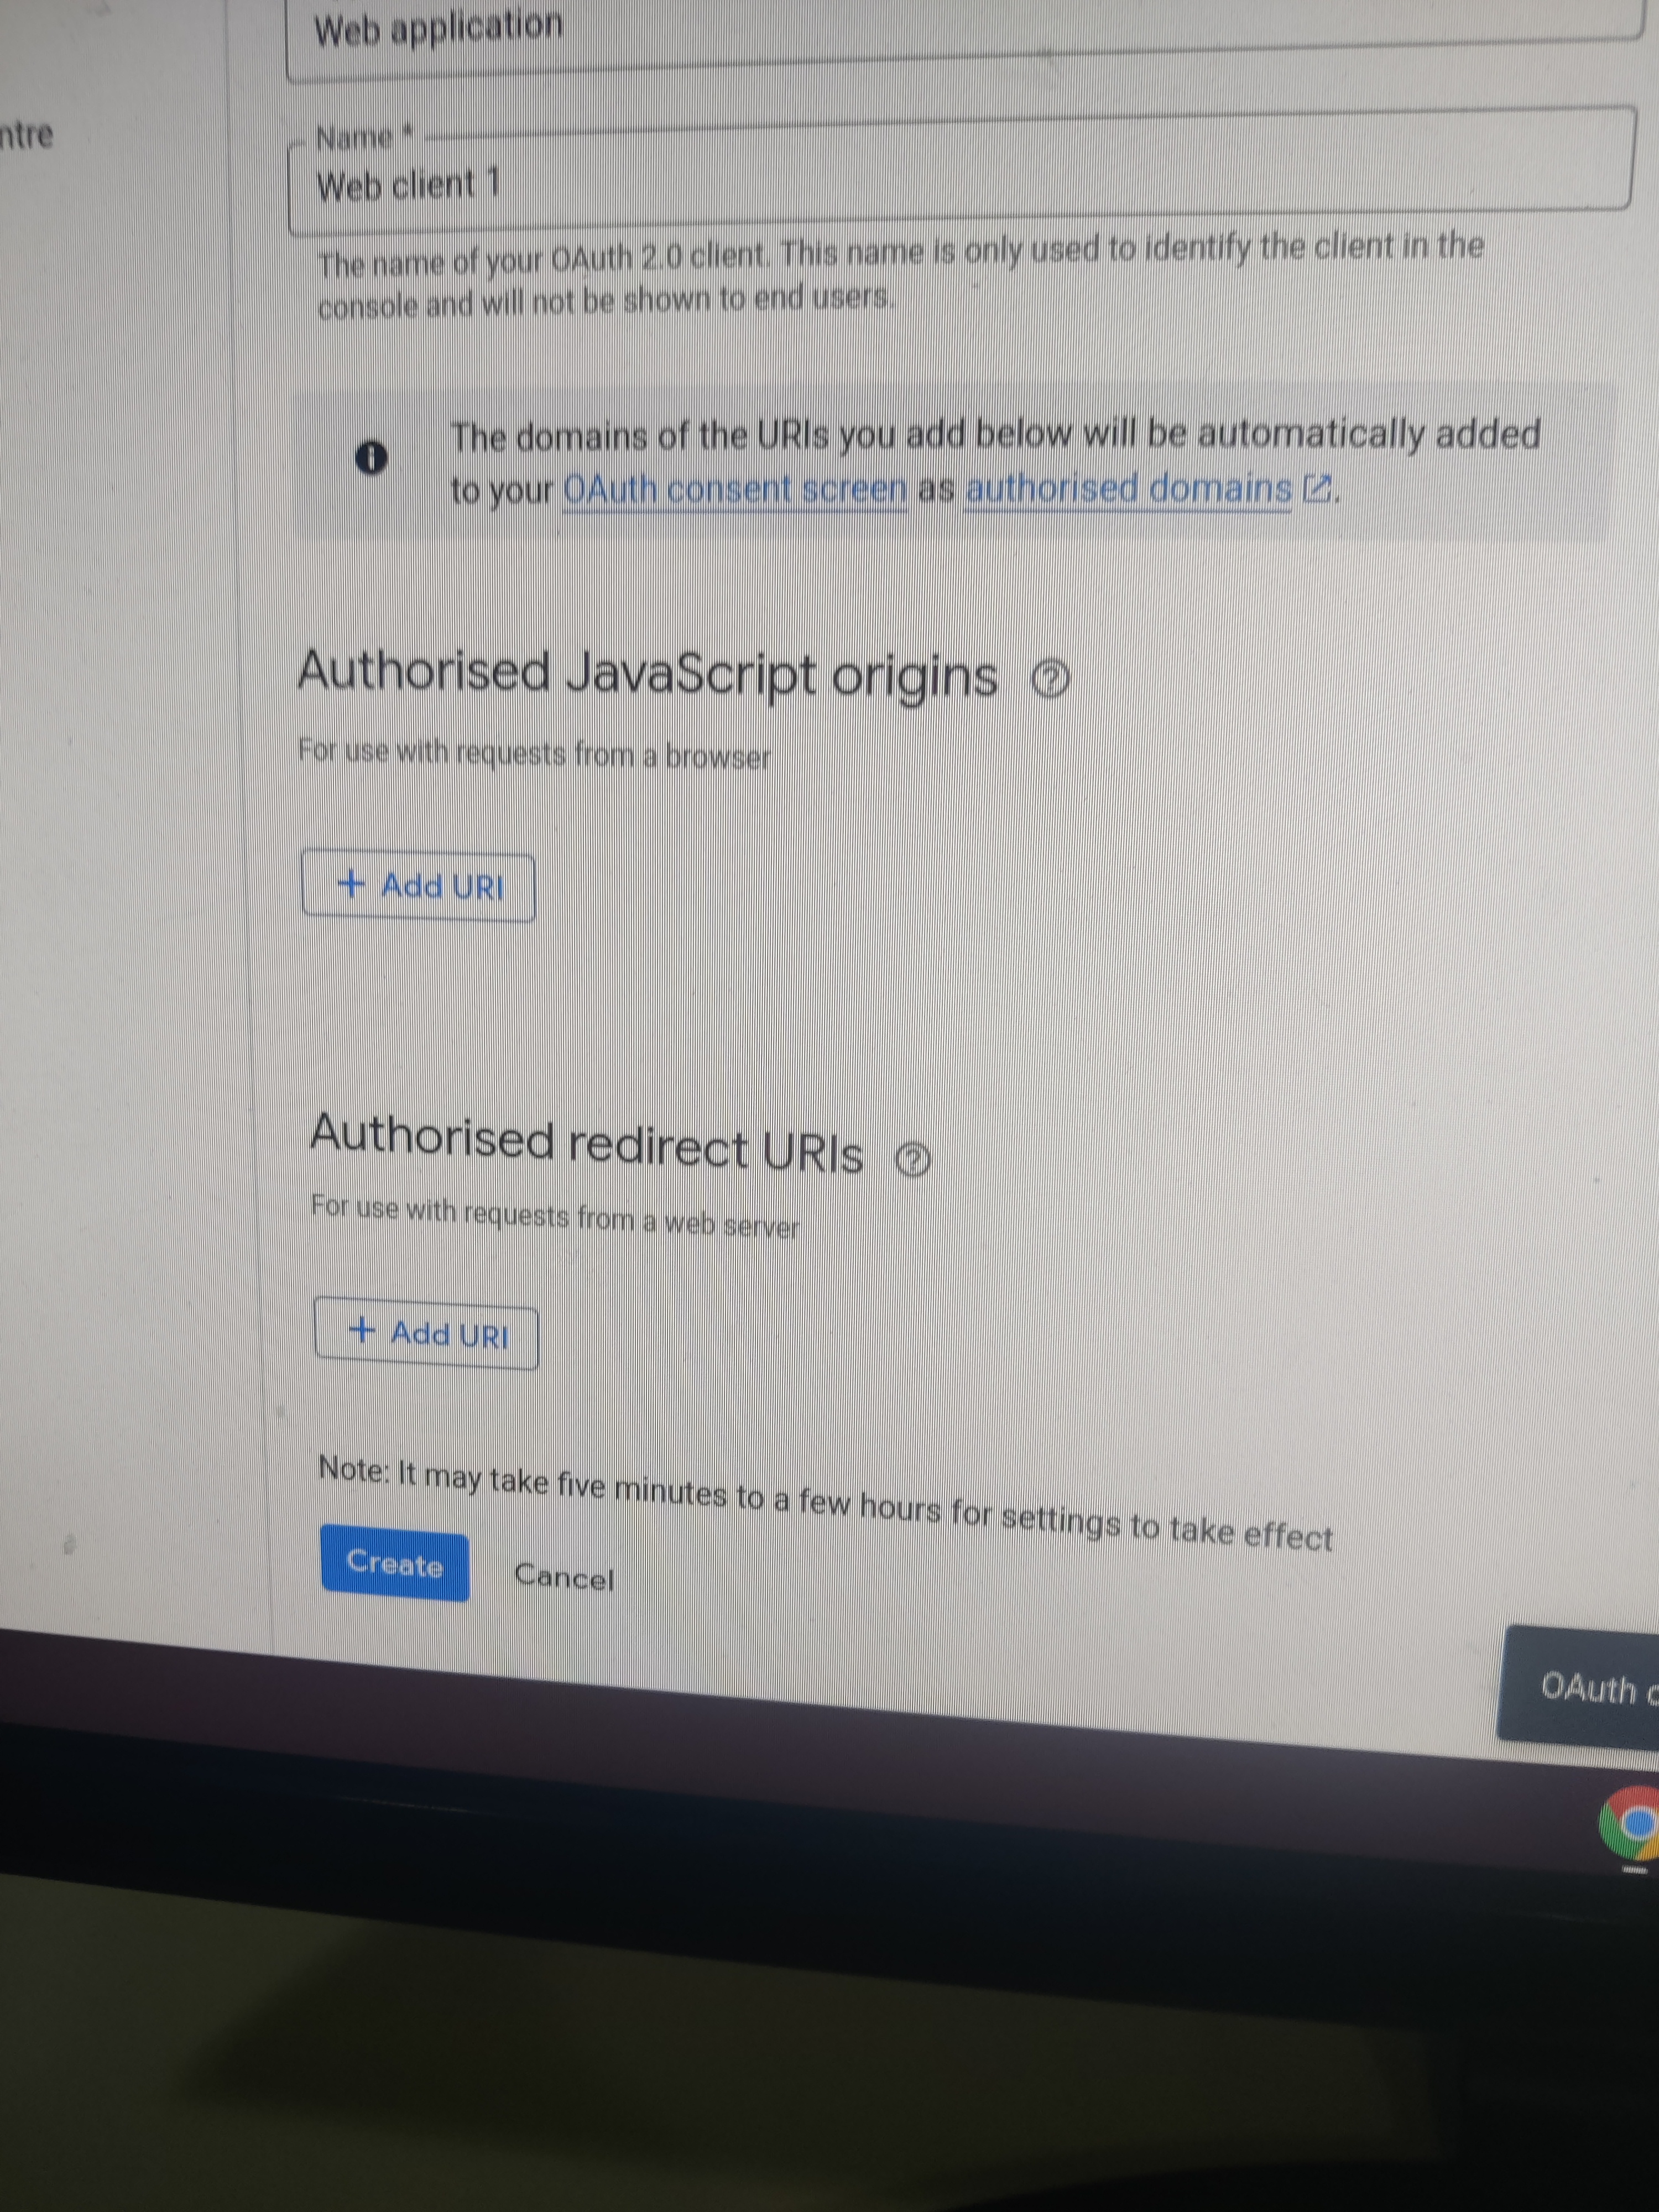 Web application
ntre
Name *
Web client 1
The name of your OAuth 2.0 client. This name is only used to identify the client in the
console and will not be shown to end users.
The domains of the URIs you add below will be automatically added
to your OAuth consent screen as authorised domains.
Authorised JavaScript origins
For use with requests from a browser
+ Add URI
Authorised redirect URIs
For use with requests from a web server
+ Add URI
Note: It may take five minutes to a few hours for settings to take effect
Create Cancel
OAuth c